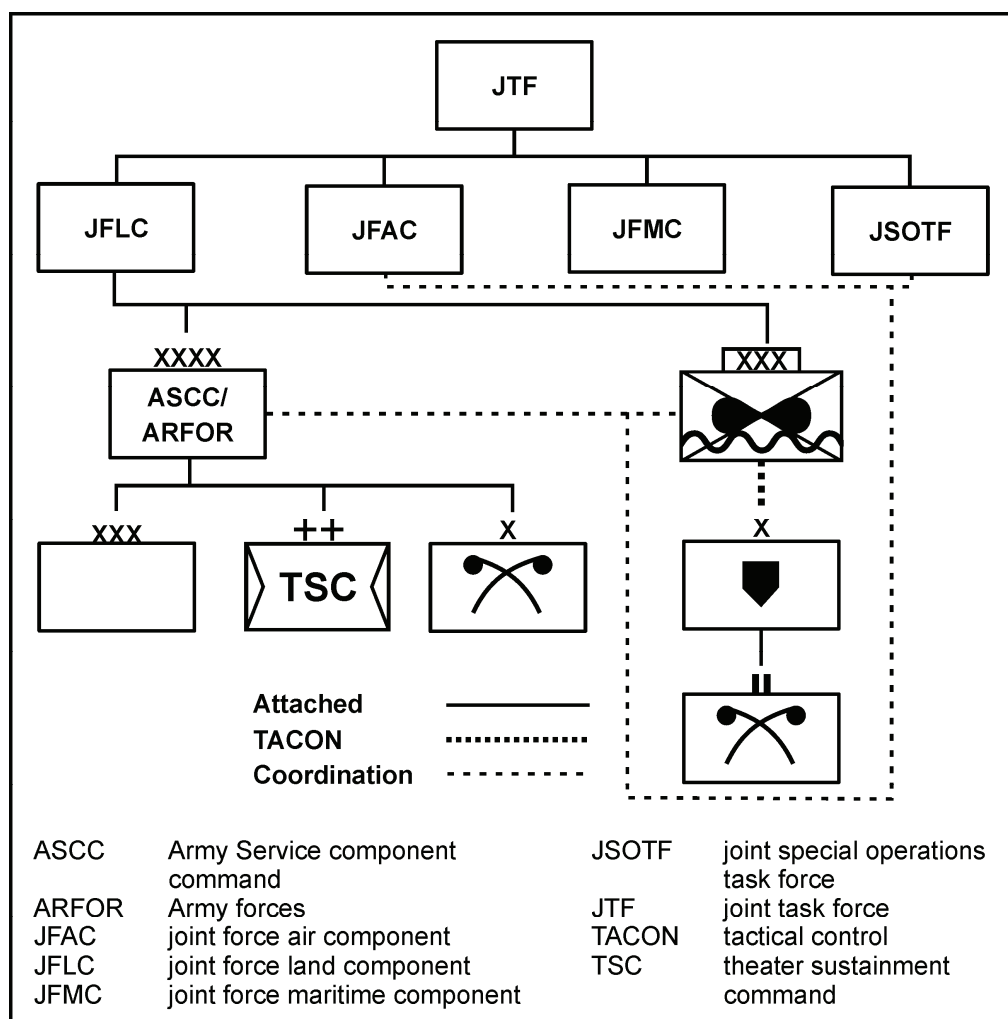 JTF
JFLC
JFAC
JFMC
JSOTF
XXXX
XXX
ASCC/
ARFOR
XXX
++
X
X
TSC
Attached
TACON
Coordination
ASCC Army Service component
command
ARFOR Army forces
JFAC joint force air component
JFLC joint force land component
JFMC joint force maritime component
JSOTF joint special operations
task force
JTF joint task force
TACON tactical control
TSC theater sustainment
command